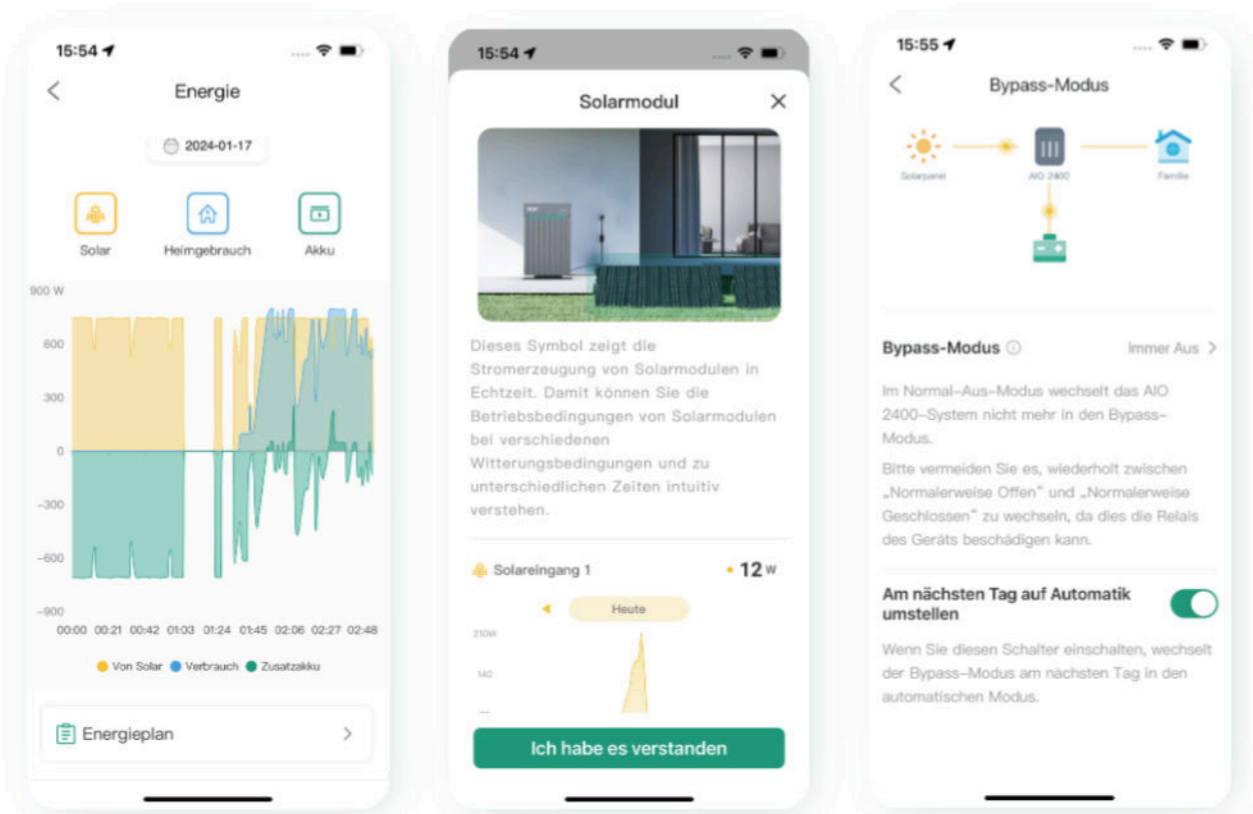 15:54
Energie
2024-01-17
Solar
Heimgebrauch
Akku
900 W
600
300
0
-300
-600
-900
00:00 00:21 00:42 01:03 01:24 01:45 02:06 02:27 02:48
Von Solar Verbrauch Zusatzakku
Energieplan
15:54
Solarmodul
Dieses Symbol zeigt die
Stromerzeugung von Solarmodulen in
Echtzeit. Damit können Sie die
Betriebsbedingungen von Solarmodulen
bei verschiedenen
Witterungsbedingungen und zu
unterschiedlichen Zeiten intuitiv
verstehen.
Solareingang 1
12 W
Heute
210W
140
Ich habe es verstanden
15:55
Bypass-Modus
Solarpanel
AIO 2400
Familie
Bypass-Modus
Immer Aus
Im Normal-Aus-Modus wechselt das AIO
2400-System nicht mehr in den Bypass-
Modus.
Bitte vermeiden Sie es, wiederholt zwischen
„Normalerweise Offen" und „Normalerweise
Geschlossen" zu wechseln, da dies die Relais
des Geräts beschädigen kann.
Am nächsten Tag auf Automatik
umstellen
Wenn Sie diesen Schalter einschalten, wechselt
der Bypass-Modus am nächsten Tag in den
automatischen Modus.